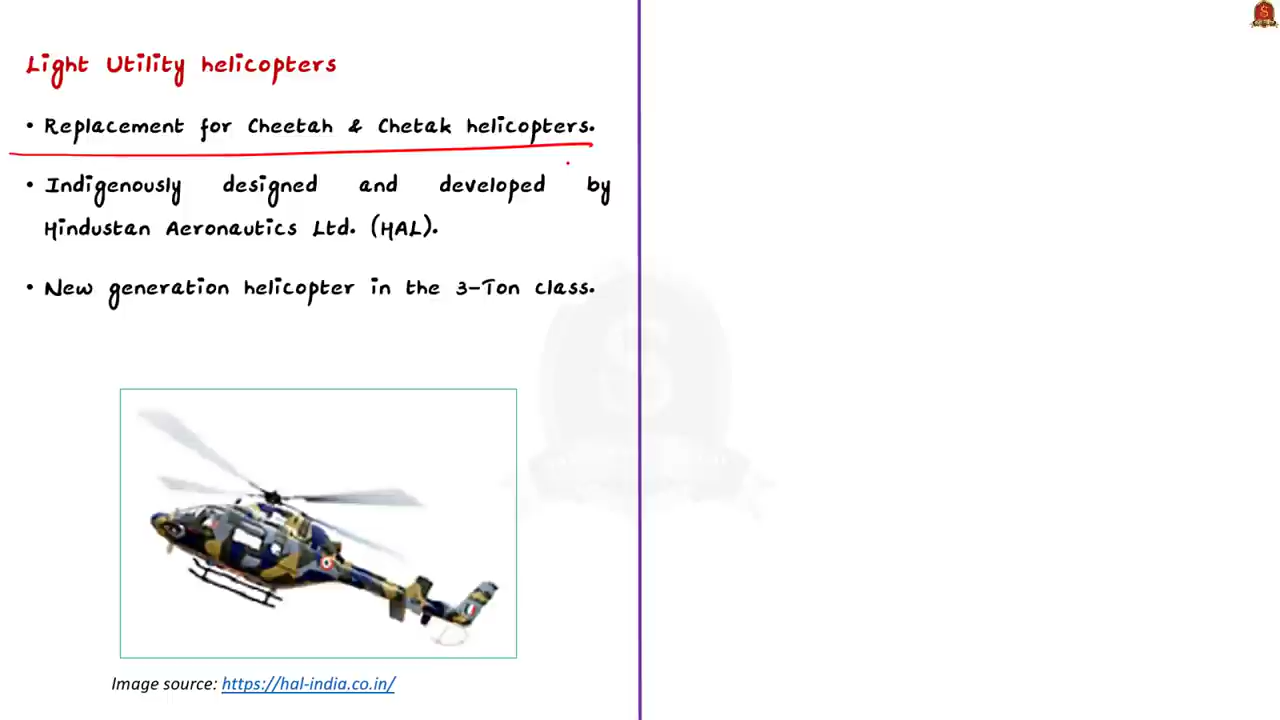 Light Utility helicopters
• Replacement for Cheetah & Chetak helicopters.
• Indigenously designed and developed by
Hindustan Aeronautics Ltd. (HAL).
• New generation helicopter in the 3-Ton class.
Image source: https://hal-india.co.in/